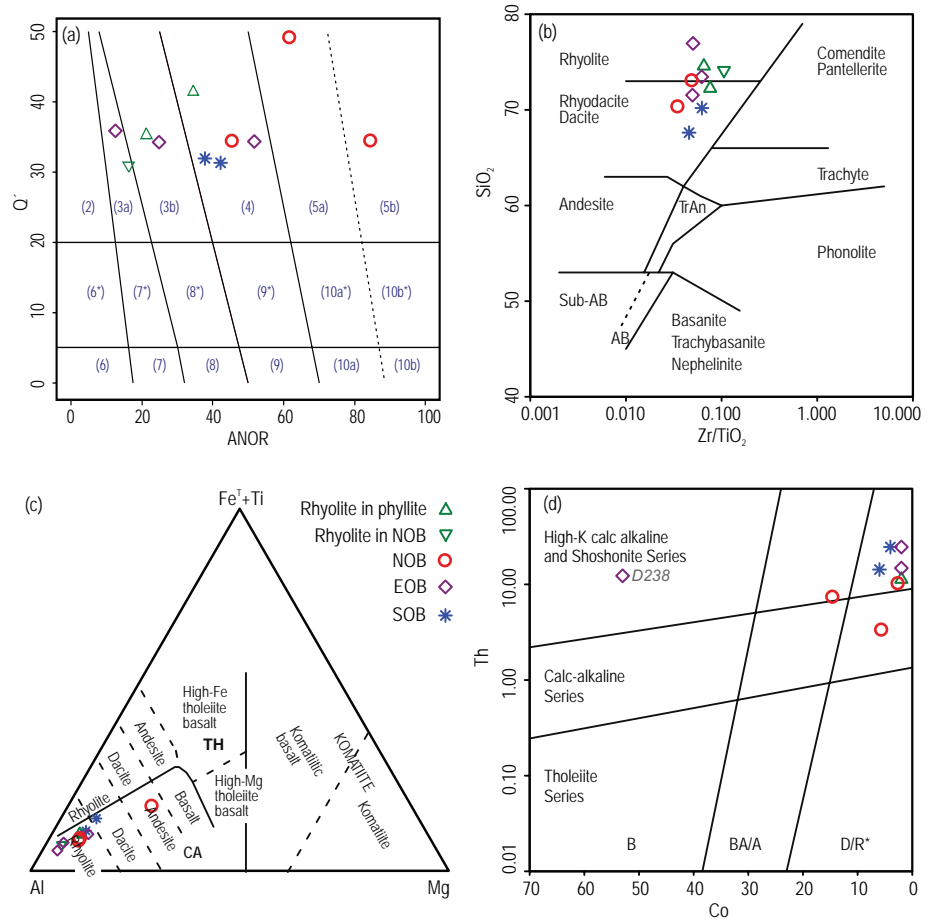 (a)
50
40
30
20
10
0
Q´
(2)
(3a)
(3b)
(4)
(5a)
(5b)
(6*)
(7*)
(8*)
(9*)
(10a*)
(10b*)
(6)
(7)
(8)
(9)
(10a)
(10b)
0
20
40
60
80
100
ANOR
(b)
80
70
60
50
40
SiO₂
Rhyolite
Comendite
Pantellerite
Rhyodacite
Dacite
Trachyte
Andesite
TrAn
Phonolite
Sub-AB
AB
Basanite
Trachybasanite
Nephelinite
0.001
0.010
0.100
1.000
10.000
Zr/TiO₂
(c)
Feᵀ+Ti
Rhyolite in phyllite
Rhyolite in NOB
NOB
EOB
SOB
High-Fe
tholeiite
basalt
TH
Andesite
Dacite
Rhyolite
Komatiitic
basalt
KOMATIITE
Komatiite
High-Mg
tholeiite
basalt
Basalt
Andesite
Dacite
Rhyolite
CA
Al
Mg
(d)
100.00
10.00
1.00
0.10
0.01
Th
High-K calc alkaline
and Shoshonite Series
D238
Calc-alkaline
Series
Tholeiite
Series
B
BA/A
D/R*
70
60
50
40
30
20
10
0
Co